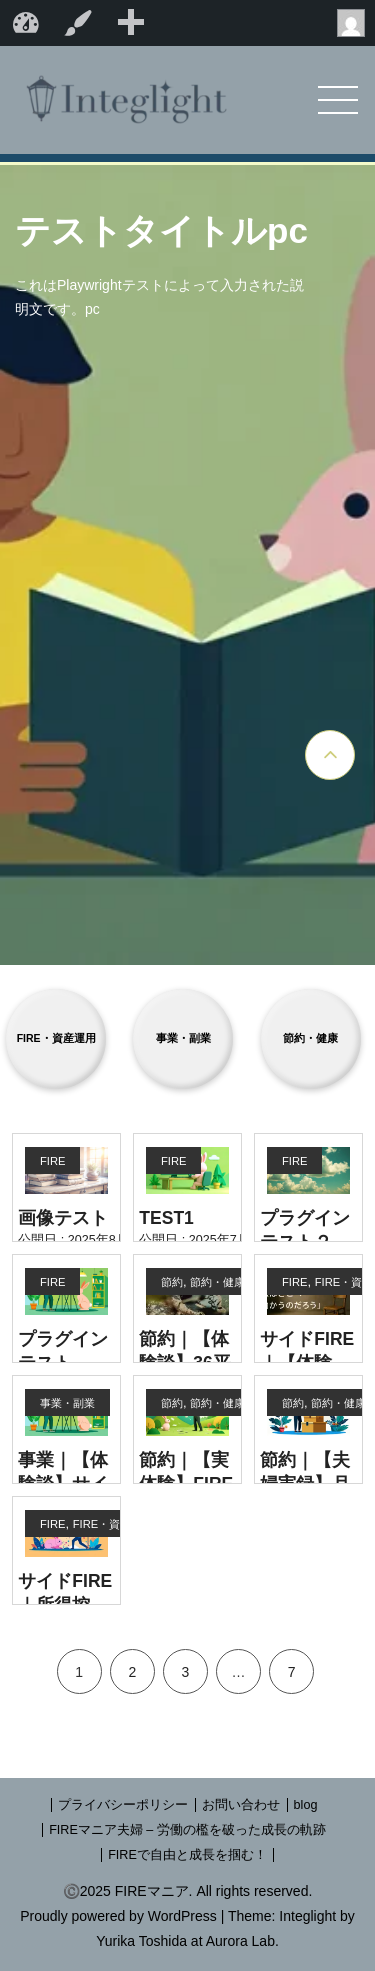 Integlight
テストタイトルpc
これはPlaywrightテストによって入力された説
明文です。pc
FIRE・資産運用
事業・副業
節約・健康
FIRE
画像テスト
公開日 : 2025年8
FIRE
TEST1
公開日 : 2025年7
FIRE
プラグイン
テスト２
FIRE
プラグイン
テスト
節約, 節約・健康
節約｜【体
験談】36平
FIRE, FIRE・資
かうのだろう」
サイドFIRE
｜【体験
事業・副業
事業｜【体
験談】サイ
節約, 節約・健康
節約｜【実
体験】FIRE
節約, 節約・健康
節約｜【夫
婦実録】月
FIRE, FIRE・資
サイドFIRE
｜所得控
1
2
3
…
7
プライバシーポリシー
お問い合わせ
blog
FIREマニア夫婦 – 労働の檻を破った成長の軌跡
FIREで自由と成長を掴む！
©2025 FIREマニア. All rights reserved.
Proudly powered by WordPress | Theme: Integlight by
Yurika Toshida at Aurora Lab.